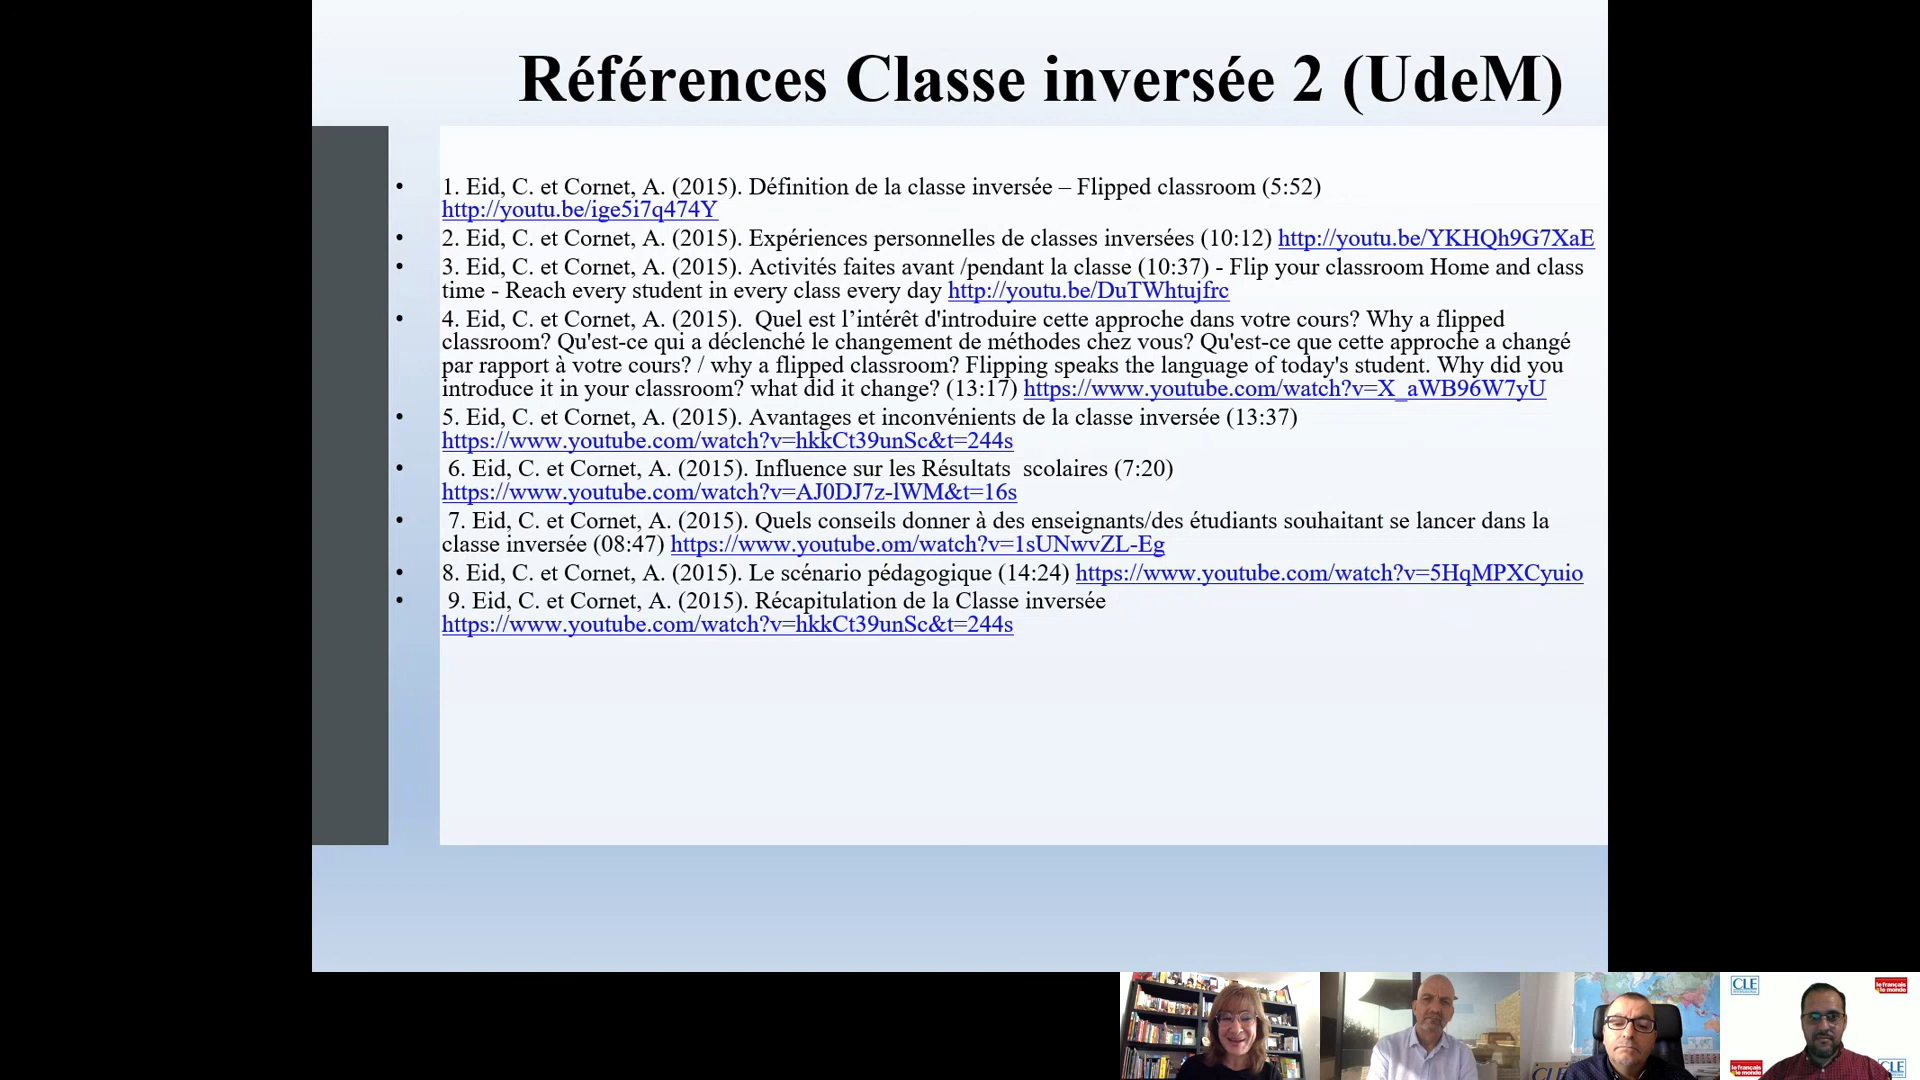 Références Classe inversée 2 (UdeM)
• 1. Eid, C. et Cornet, A. (2015). Définition de la classe inversée – Flipped classroom (5:52)
http://youtu.be/ige5i7q474Y
• 2. Eid, C. et Cornet, A. (2015). Expériences personnelles de classes inversées (10:12) http://youtu.be/YKHQh9G7XaE
• 3. Eid, C. et Cornet, A. (2015). Activités faites avant /pendant la classe (10:37) - Flip your classroom Home and class
time - Reach every student in every class every day http://youtu.be/DuTWhtujfrc
• 4. Eid, C. et Cornet, A. (2015).  Quel est l’intérêt d'introduire cette approche dans votre cours? Why a flipped
classroom? Qu'est-ce qui a déclenché le changement de méthodes chez vous? Qu'est-ce que cette approche a changé
par rapport à votre cours? / why a flipped classroom? Flipping speaks the language of today's student. Why did you
introduce it in your classroom? what did it change? (13:17) https://www.youtube.com/watch?v=X_aWB96W7yU
• 5. Eid, C. et Cornet, A. (2015). Avantages et inconvénients de la classe inversée (13:37)
https://www.youtube.com/watch?v=hkkCt39unSc&t=244s
• 6. Eid, C. et Cornet, A. (2015). Influence sur les Résultats  scolaires (7:20)
https://www.youtube.com/watch?v=AJ0DJ7z-lWM&t=16s
• 7. Eid, C. et Cornet, A. (2015). Quels conseils donner à des enseignants/des étudiants souhaitant se lancer dans la
classe inversée (08:47) https://www.youtube.om/watch?v=1sUNwvZL-Eg
• 8. Eid, C. et Cornet, A. (2015). Le scénario pédagogique (14:24) https://www.youtube.com/watch?v=5HqMPXCyuio
• 9. Eid, C. et Cornet, A. (2015). Récapitulation de la Classe inversée
https://www.youtube.com/watch?v=hkkCt39unSc&t=244s
CLE
le français
le monde
le français
le monde
CLE